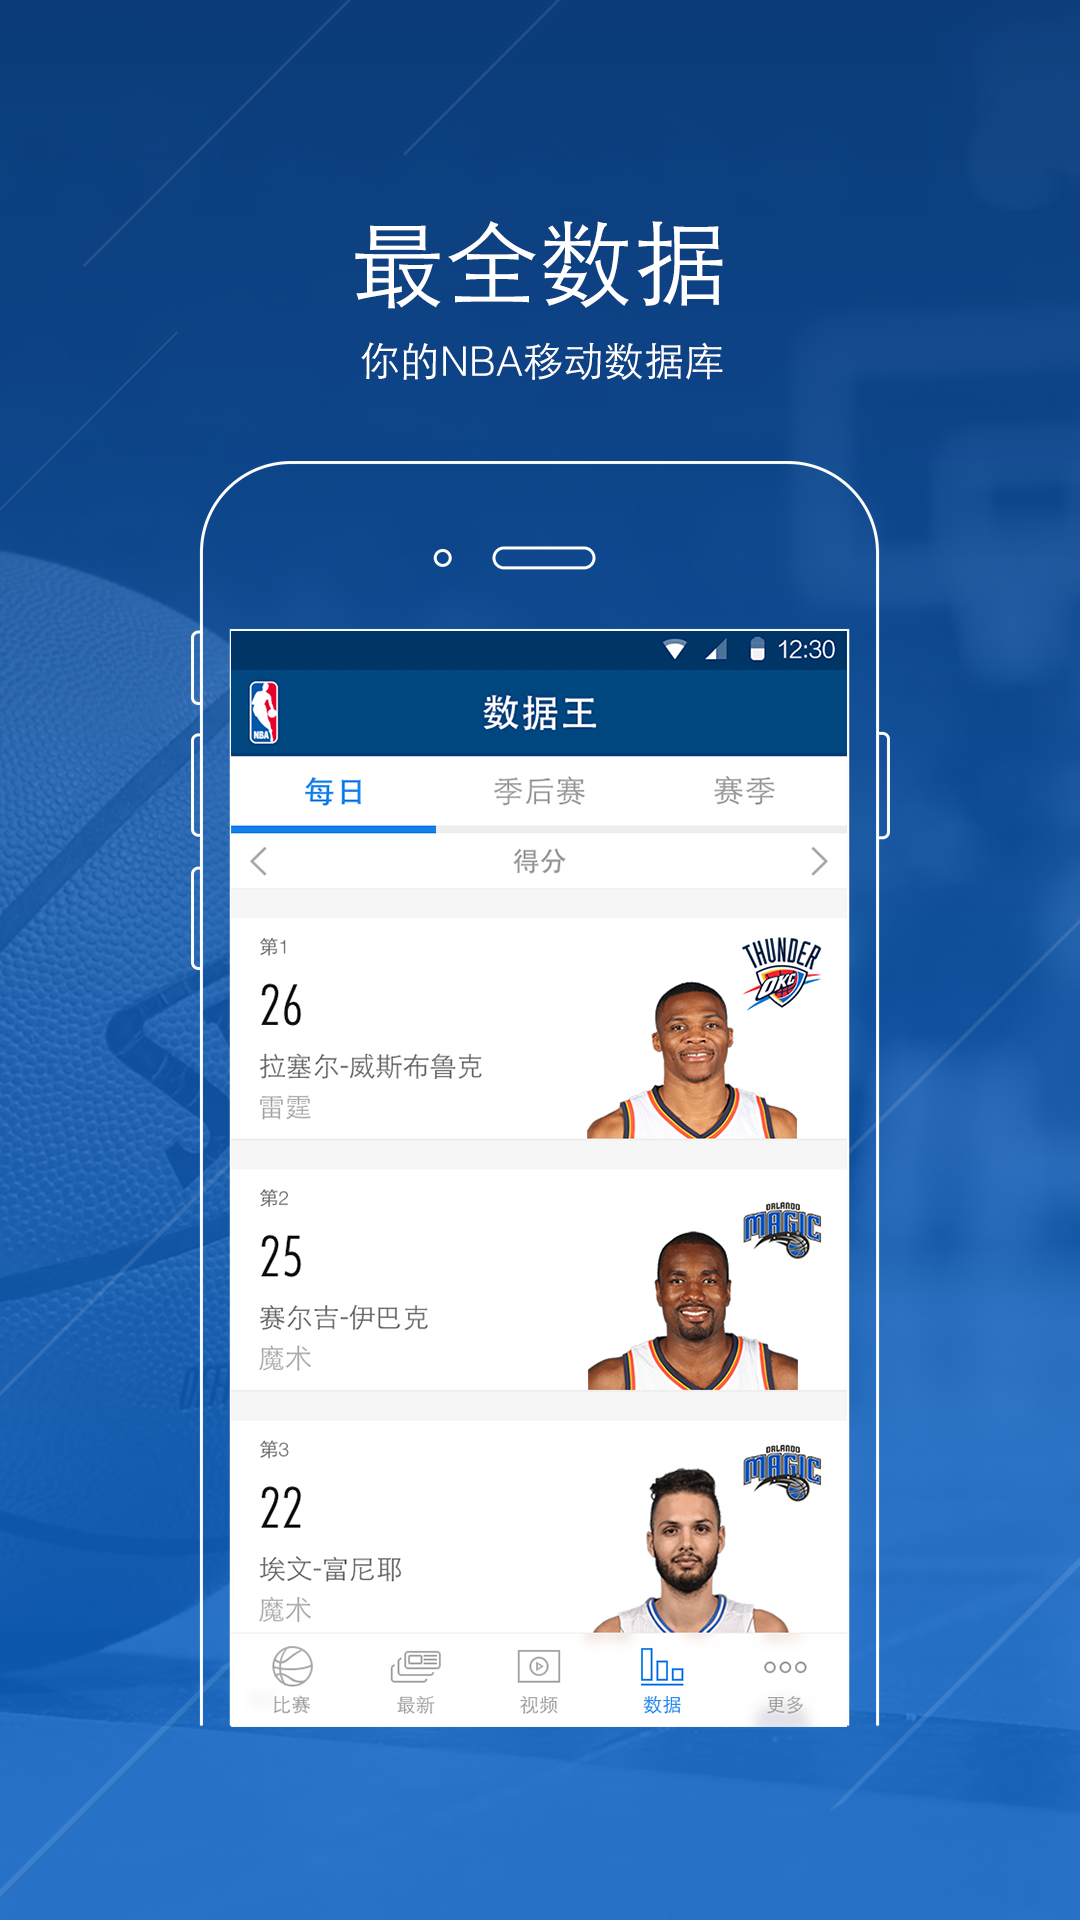 最全数据
你的NBA移动数据库
12:30
NBA
数据王
每日 季后赛 赛季
得分
第1
THUNDER
OKC
26
拉塞尔-威斯布鲁克
雷霆
第2
ORLANDO
MAGIC
25
赛尔吉-伊巴克
魔术
第3
ORLANDO
MAGIC
22
埃文-富尼耶
魔术
比赛 最新 视频 数据 更多